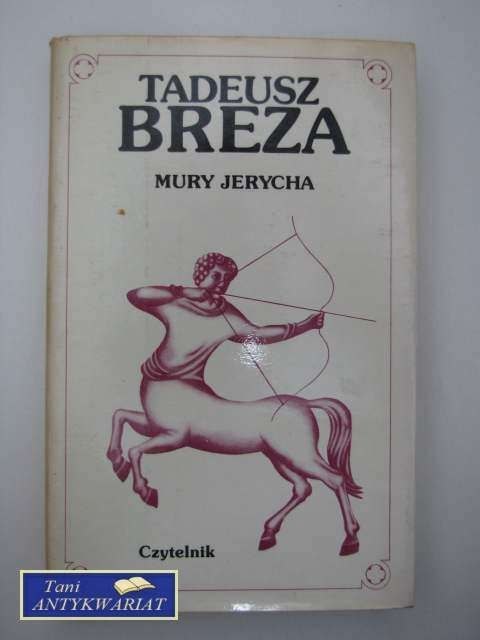 TADEUSZ
BREZA
MURY JERYCHA
Czytelnik
Tani
ANTYKWARIAT